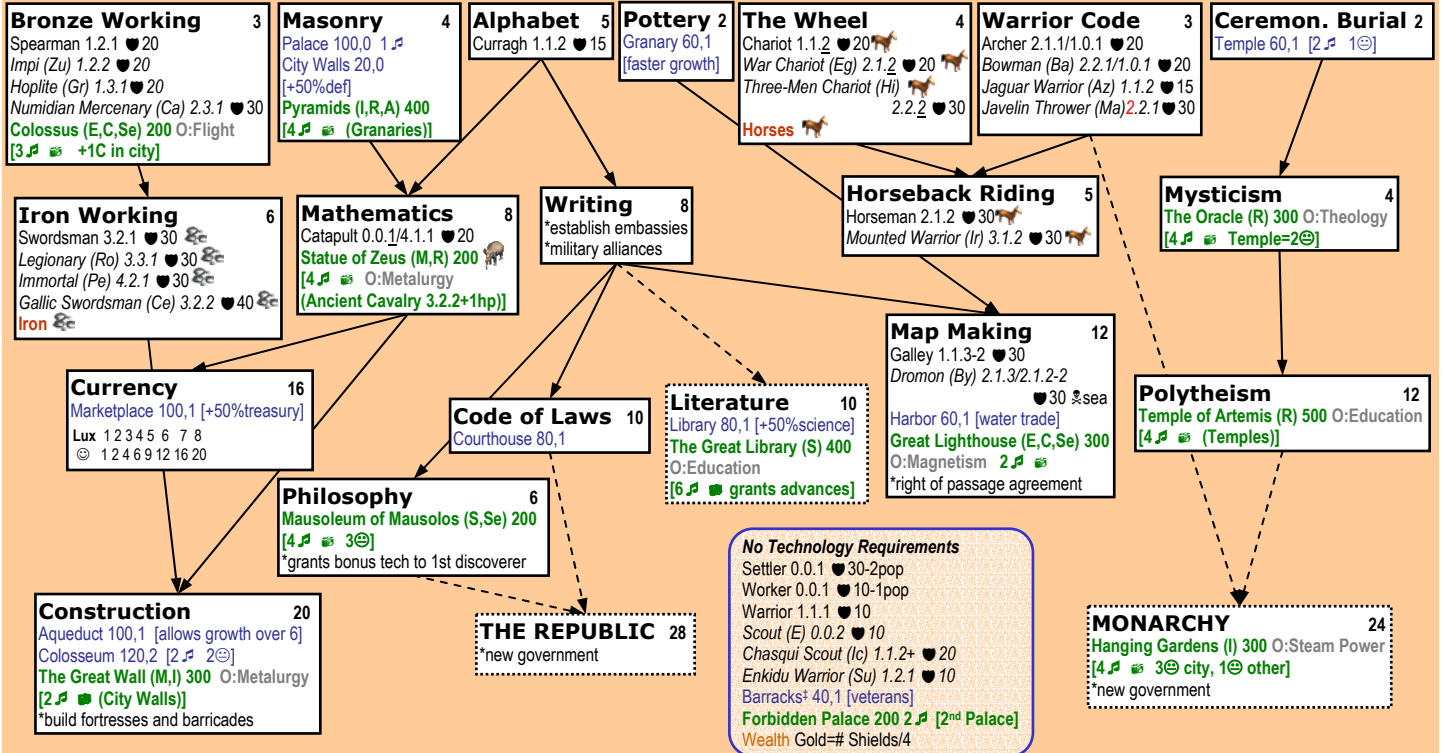 Bronze Working 3
Spearman 1.2.1 20
Impi (Zu) 1.2.2 20
Hoplite (Gr) 1.3.1 20
Numidian Mercenary (Ca) 2.3.1 30
Colossus (E,C,Se) 200 O:Flight
[3♫ +1C in city]
Masonry 4
Palace 100,0 1♫
City Walls 20,0
[+50%def]
Pyramids (I,R,A) 400
[4♫ (Granaries)]
Alphabet 5
Curragh 1.1.2 15
Pottery 2
Granary 60,1
[faster growth]
The Wheel 4
Chariot 1.1.2 20
War Chariot (Eg) 2.1.2 20
Three-Men Chariot (Hi)
2.2.2 30
Horses
Warrior Code 3
Archer 2.1.1/1.0.1 20
Bowman (Ba) 2.2.1/1.0.1 20
Jaguar Warrior (Az) 1.1.2 15
Javelin Thrower (Ma)2.2.1 30
Ceremon. Burial 2
Temple 60,1 [2♫ 1☺]
Iron Working 6
Swordsman 3.2.1 30
Legionary (Ro) 3.3.1 30
Immortal (Pe) 4.2.1 30
Gallic Swordsman (Ce) 3.2.2 40
Iron
Mathematics 8
Catapult 0.0.1/4.1.1 20
Statue of Zeus (M,R) 200
[4♫ O:Metalurgy
(Ancient Cavalry 3.2.2+1hp)]
Writing 8
*establish embassies
*military alliances
Horseback Riding 5
Horseman 2.1.2 30
Mounted Warrior (Ir) 3.1.2 30
Mysticism 4
The Oracle (R) 300 O:Theology
[4♫ Temple=2☺]
Currency 16
Marketplace 100,1 [+50%treasury]
Lux 1 2 3 4 5 6 7 8
☺ 1 2 4 6 9 12 16 20
Code of Laws 10
Courthouse 80,1
Literature 10
Library 80,1 [+50%science]
The Great Library (S) 400
O:Education
[6♫ grants advances]
Map Making 12
Galley 1.1.3-2 30
Dromon (By) 2.1.3/2.1.2-2
30 sea
Harbor 60,1 [water trade]
Great Lighthouse (E,C,Se) 300
O:Magnetism 2♫
*right of passage agreement
Polytheism 12
Temple of Artemis (R) 500 O:Education
[4♫ (Temples)]
Philosophy 6
Mausoleum of Mausolos (S,Se) 200
[4♫ 3☺]
*grants bonus tech to 1st discoverer
Construction 20
Aqueduct 100,1 [allows growth over 6]
Colosseum 120,2 [2♫ 2☺]
The Great Wall (M,I) 300 O:Metalurgy
[2♫ (City Walls)]
*build fortresses and barricades
THE REPUBLIC 28
*new government
No Technology Requirements
Settler 0.0.1 30-2pop
Worker 0.0.1 10-1pop
Warrior 1.1.1 10
Scout (E) 0.0.2 10
Chasqui Scout (Ic) 1.1.2+ 20
Enkidu Warrior (Su) 1.2.1 10
Barracks‡ 40,1 [veterans]
Forbidden Palace 200 2♫ [2nd Palace]
Wealth Gold=# Shields/4
MONARCHY 24
Hanging Gardens (I) 300 O:Steam Power
[4♫ 3☺ city, 1☺ other]
*new government